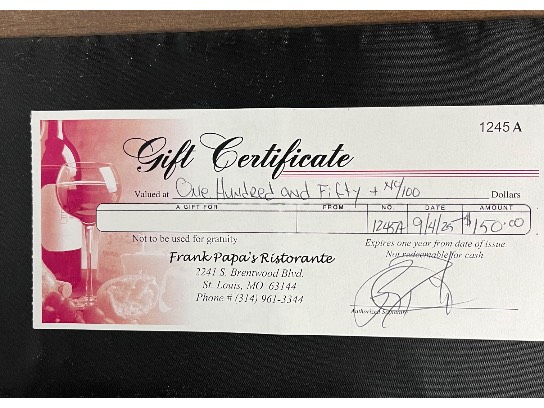 1245 A
Gift Certificate
Valued at One Hundred and Fifty + no/100 Dollars
A GIFT FOR FROM NO. DATE AMOUNT
1245A 9/4/25 $150.00
Not to be used for gratuity
Expires one year from date of issue
Not redeemable for cash
Frank Papa's Ristorante
2241 S. Brentwood Blvd.
St. Louis, MO 63144
Phone # (314) 961-3344
Authorized Signature